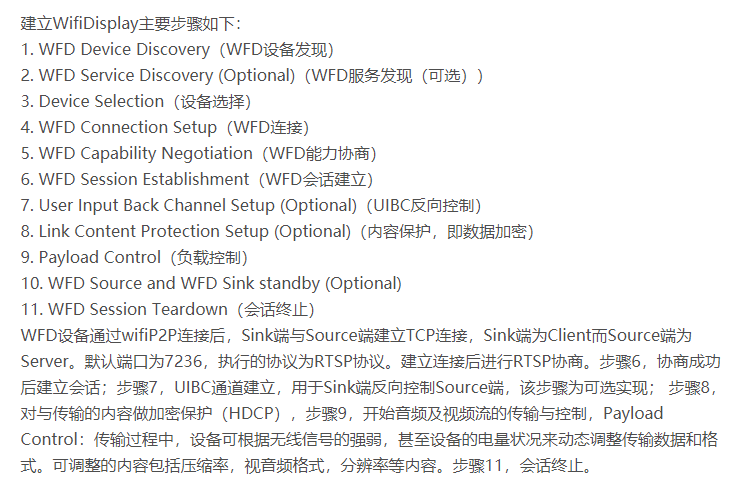 建立WifiDisplay主要步骤如下：
1. WFD Device Discovery（WFD设备发现）
2. WFD Service Discovery (Optional)（WFD服务发现（可选））
3. Device Selection（设备选择）
4. WFD Connection Setup（WFD连接）
5. WFD Capability Negotiation（WFD能力协商）
6. WFD Session Establishment（WFD会话建立）
7. User Input Back Channel Setup (Optional)（UIBC反向控制）
8. Link Content Protection Setup (Optional)（内容保护，即数据加密）
9. Payload Control（负载控制）
10. WFD Source and WFD Sink standby (Optional)
11. WFD Session Teardown（会话终止）
WFD设备通过wifiP2P连接后，Sink端与Source端建立TCP连接，Sink端为Client而Source端为
Server。默认端口为7236，执行的协议为RTSP协议。建立连接后进行RTSP协商。步骤6，协商成功
后建立会话；步骤7，UIBC通道建立，用于Sink端反向控制Source端，该步骤为可选实现； 步骤8，
对与传输的内容做加密保护（HDCP），步骤9，开始音频及视频流的传输与控制，Payload
Control：传输过程中，设备可根据无线信号的强弱，甚至设备的电量状况来动态调整传输数据和格
式。可调整的内容包括压缩率，视音频格式，分辨率等内容。步骤11，会话终止。